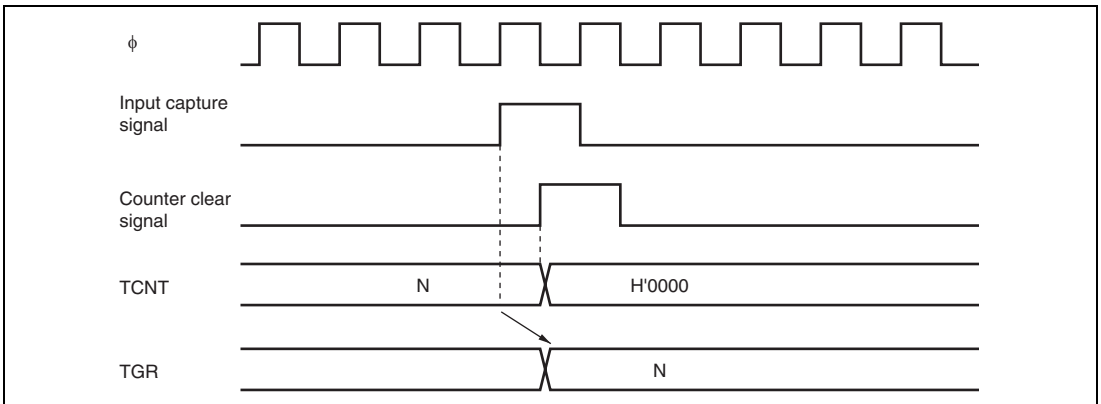 ϕ
Input capture
signal
Counter clear
signal
TCNT
N
H'0000
TGR
N